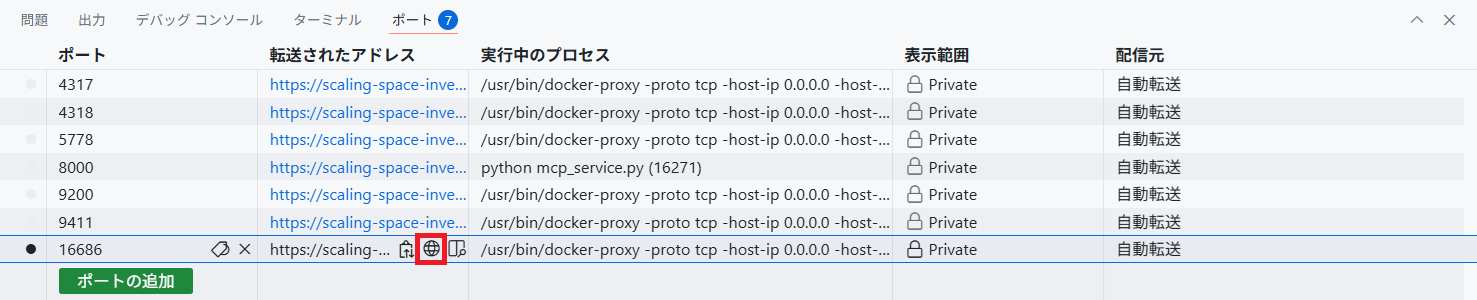 問題 出力 デバッグ コンソール ターミナル ポート 7
ポート 転送されたアドレス 実行中のプロセス 表示範囲 配信元
4317 https://scaling-space-inve... /usr/bin/docker-proxy -proto tcp -host-ip 0.0.0.0 -host-... Private 自動転送
4318 https://scaling-space-inve... /usr/bin/docker-proxy -proto tcp -host-ip 0.0.0.0 -host-... Private 自動転送
5778 https://scaling-space-inve... /usr/bin/docker-proxy -proto tcp -host-ip 0.0.0.0 -host-... Private 自動転送
8000 https://scaling-space-inve... python mcp_service.py (16271) Private 自動転送
9200 https://scaling-space-inve... /usr/bin/docker-proxy -proto tcp -host-ip 0.0.0.0 -host-... Private 自動転送
9411 https://scaling-space-inve... /usr/bin/docker-proxy -proto tcp -host-ip 0.0.0.0 -host-... Private 自動転送
16686 https://scaling-... /usr/bin/docker-proxy -proto tcp -host-ip 0.0.0.0 -host-... Private 自動転送
ポートの追加